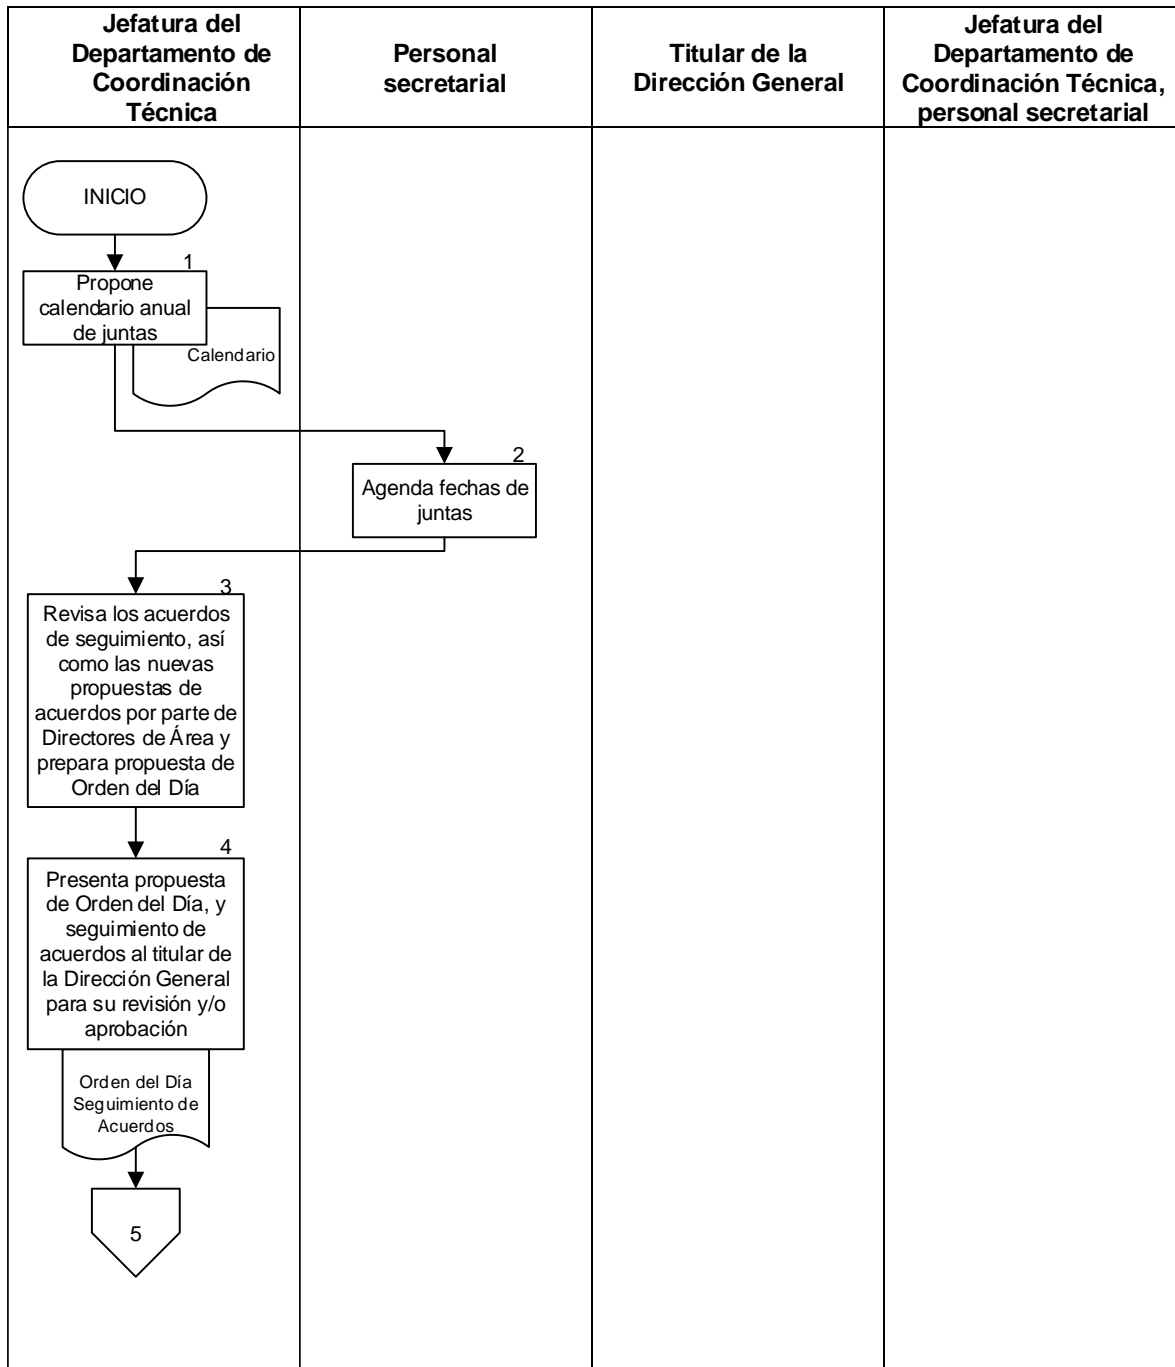 Jefatura del
Departamento de
Coordinación
Técnica
Personal
secretarial
Titular de la
Dirección General
Jefatura del
Departamento de
Coordinación Técnica,
personal secretarial
INICIO
1
Propone
calendario anual
de juntas
Calendario
2
Agenda fechas de
juntas
3
Revisa los acuerdos
de seguimiento, así
como las nuevas
propuestas de
acuerdos por parte de
Directores de Área y
prepara propuesta de
Orden del Día
4
Presenta propuesta
de Orden del Día, y
seguimiento de
acuerdos al titular de
la Dirección General
para su revisión y/o
aprobación
Orden del Día
Seguimiento de
Acuerdos
5